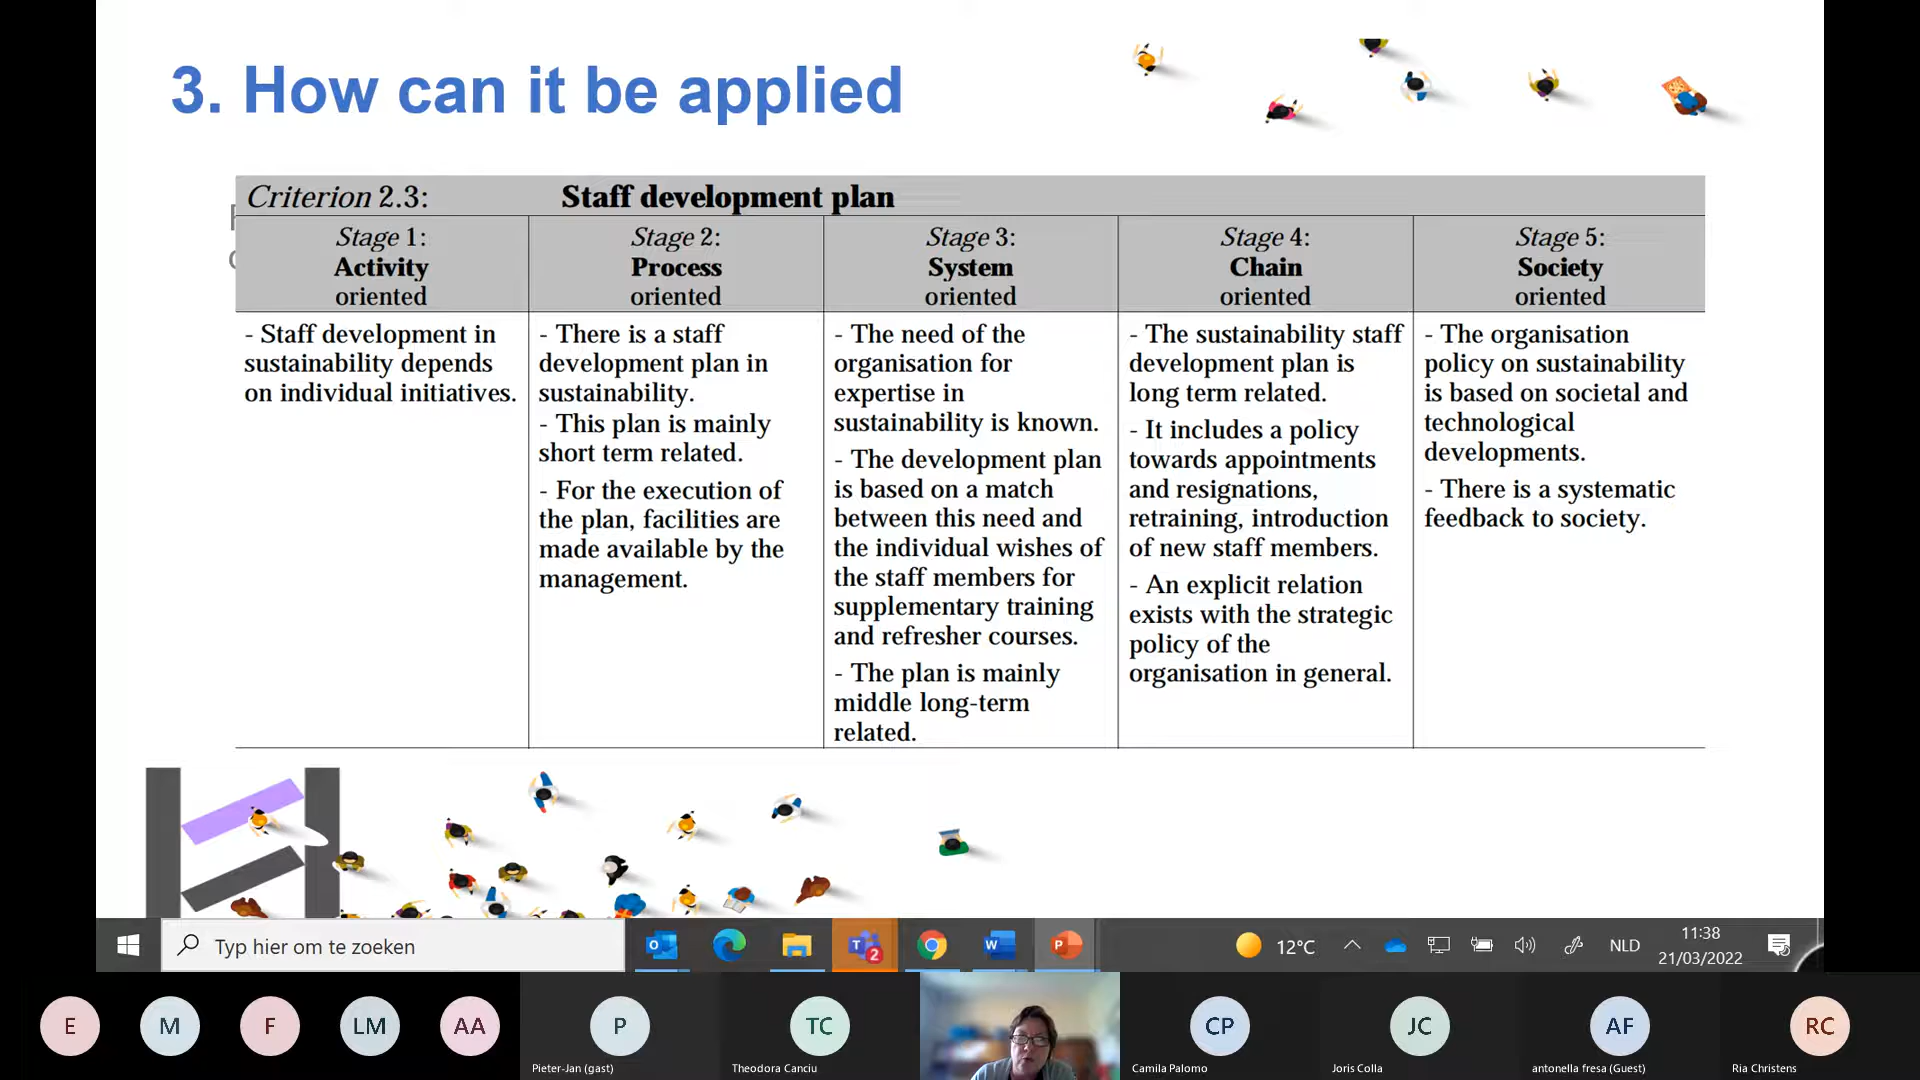 3. How can it be applied
Criterion 2.3: Staff development plan
Stage 1:
Activity
oriented
Stage 2:
Process
oriented
Stage 3:
System
oriented
Stage 4:
Chain
oriented
Stage 5:
Society
oriented
- Staff development in
sustainability depends
on individual initiatives.
- There is a staff
development plan in
sustainability.
- This plan is mainly
short term related.
- For the execution of
the plan, facilities are
made available by the
management.
- The need of the
organisation for
expertise in
sustainability is known.
- The development plan
is based on a match
between this need and
the individual wishes of
the staff members for
supplementary training
and refresher courses.
- The plan is mainly
middle long-term
related.
- The sustainability staff
development plan is
long term related.
- It includes a policy
towards appointments
and resignations,
retraining, introduction
of new staff members.
- An explicit relation
exists with the strategic
policy of the
organisation in general.
- The organisation
policy on sustainability
is based on societal and
technological
developments.
- There is a systematic
feedback to society.
Typ hier om te zoeken
2
12°C
NLD
11:38
21/03/2022
E
M
F
LM
AA
P
TC
CP
JC
AF
RC
Pieter-Jan (gast)
Theodora Canciu
Camila Palomo
Joris Colla
antonella fresa (Guest)
Ria Christens